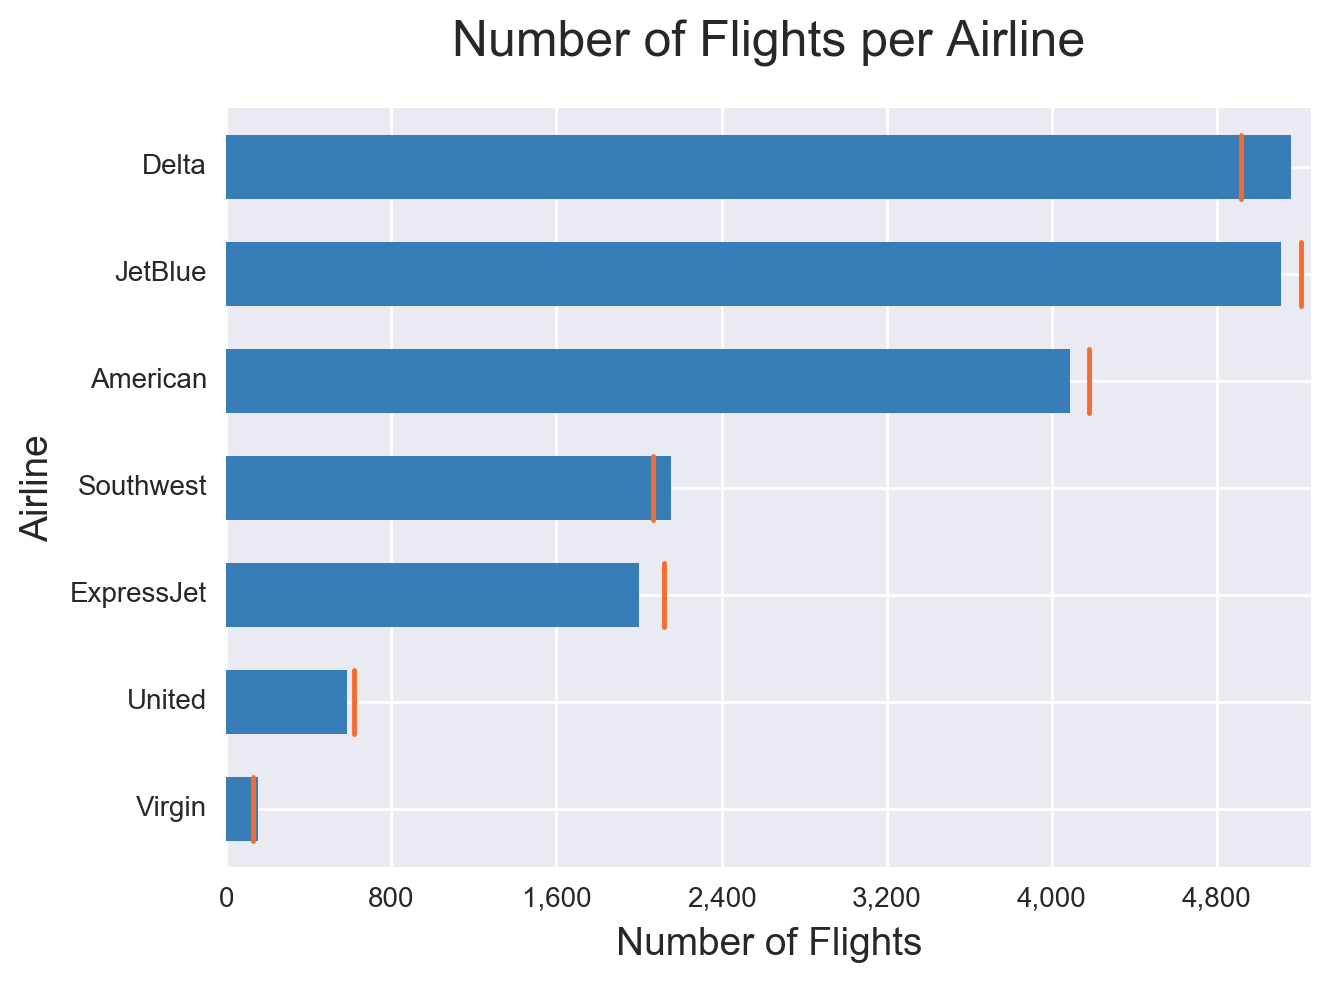 Number of Flights per Airline
Delta
JetBlue
American
Southwest
ExpressJet
United
Virgin
Airline
0 800 1,600 2,400 3,200 4,000 4,800
Number of Flights